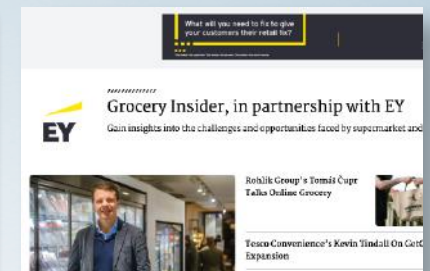 What will you need to fix to give
your customers their retail fix?
EY
Grocery Insider, in partnership with EY
Gain insights into the challenges and opportunities faced by supermarket and
Rohlik Group's Tomáš Čupr
Talks Online Grocery
Tesco Convenience's Kevin Tindall On Get
Expansion